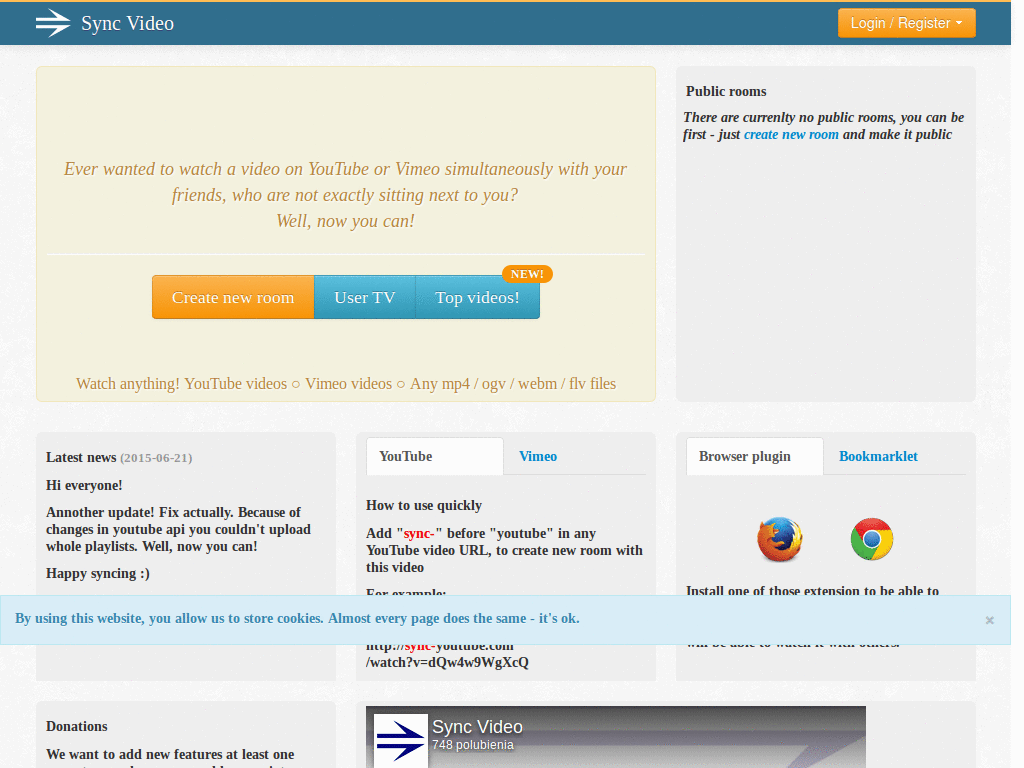 Sync Video
Login / Register
Ever wanted to watch a video on YouTube or Vimeo simultaneously with your
friends, who are not exactly sitting next to you?
Well, now you can!
NEW!
Create new room
User TV
Top videos!
Watch anything! YouTube videos ○ Vimeo videos ○ Any mp4 / ogv / webm / flv files
Public rooms
There are currenlty no public rooms, you can be
first - just create new room and make it public
Latest news (2015-06-21)
Hi everyone!
Annother update! Fix actually. Because of
changes in youtube api you couldn't upload
whole playlists. Well, now you can!
Happy syncing :)
YouTube
Vimeo
How to use quickly
Add "sync-" before "youtube" in any
YouTube video URL, to create new room with
this video
For example:
http://sync-youtube.com
/watch?v=dQw4w9WgXcQ
Browser plugin
Bookmarklet
Install one of those extension to be able to
will be able to watch it with others.
By using this website, you allow us to store cookies. Almost every page does the same - it's ok.
×
Donations
We want to add new features at least one
Sync Video
748 polubienia